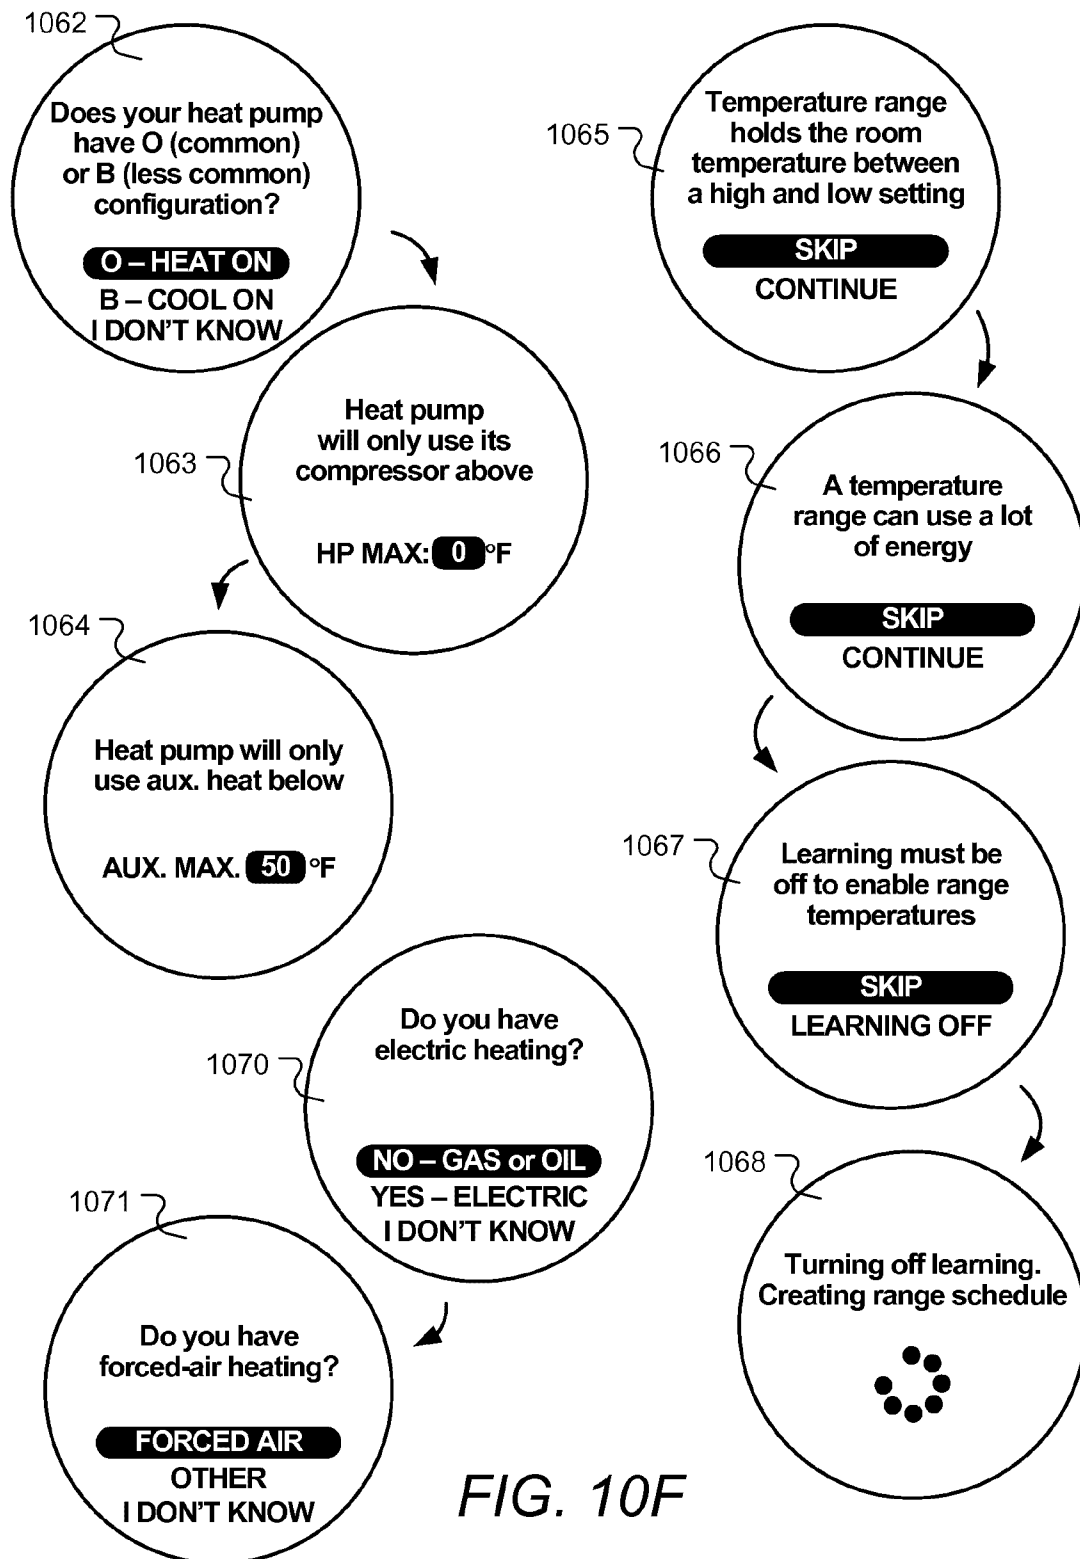 1062
Does your heat pump
have O (common)
or B (less common)
configuration?
O – HEAT ON
B – COOL ON
I DON'T KNOW
1063
Heat pump
will only use its
compressor above
HP MAX: 0 °F
1064
Heat pump will only
use aux. heat below
AUX. MAX. 50 °F
1070
Do you have
electric heating?
NO – GAS or OIL
YES – ELECTRIC
I DON'T KNOW
1071
Do you have
forced-air heating?
FORCED AIR
OTHER
I DON'T KNOW
1065
Temperature range
holds the room
temperature between
a high and low setting
SKIP
CONTINUE
1066
A temperature
range can use a lot
of energy
SKIP
CONTINUE
1067
Learning must be
off to enable range
temperatures
SKIP
LEARNING OFF
1068
Turning off learning.
Creating range schedule
FIG. 10F